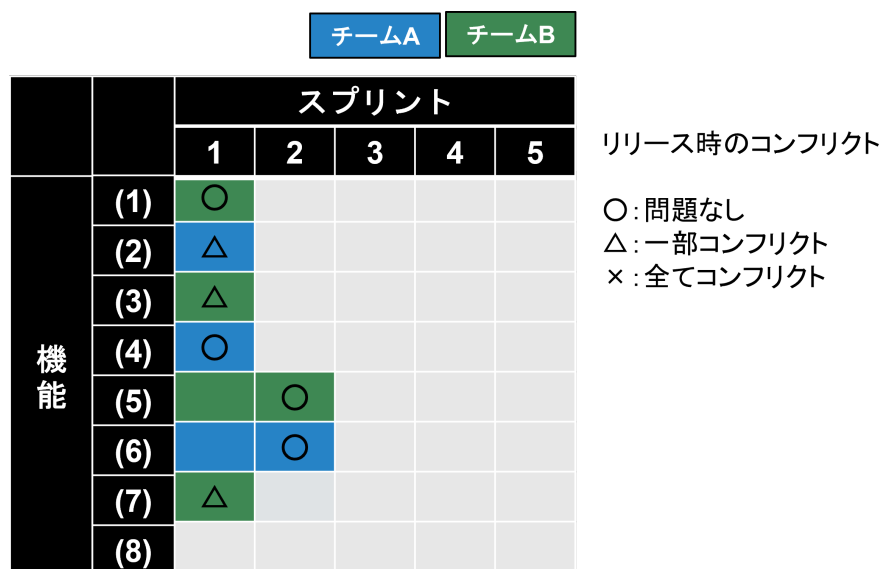 チームA チームB
スプリント
1 2 3 4 5
機能
(1) ○
(2) △
(3) △
(4) ○
(5) ○
(6) ○
(7) △
(8)
リリース時のコンフリクト
○:問題なし
△:一部コンフリクト
×:全てコンフリクト